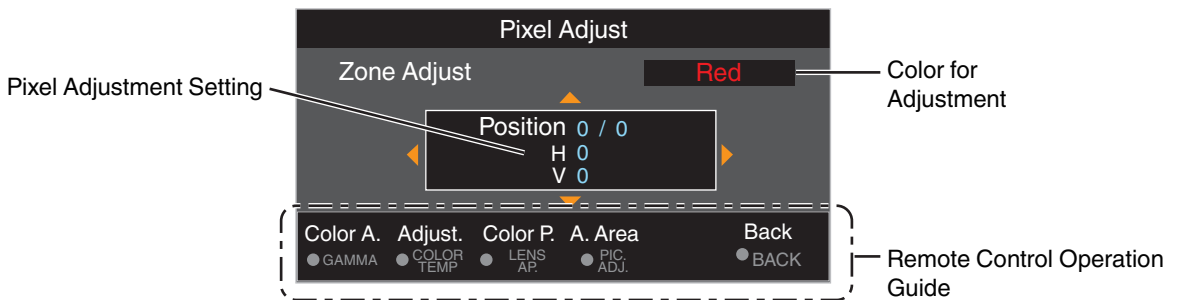 Pixel Adjust
Zone Adjust Red
Pixel Adjustment Setting
Color for
Adjustment
Position 0 / 0
H 0
V 0
Color A. Adjust. Color P. A. Area Back
GAMMA COLOR TEMP LENS AP. PIC. ADJ. BACK
Remote Control Operation
Guide